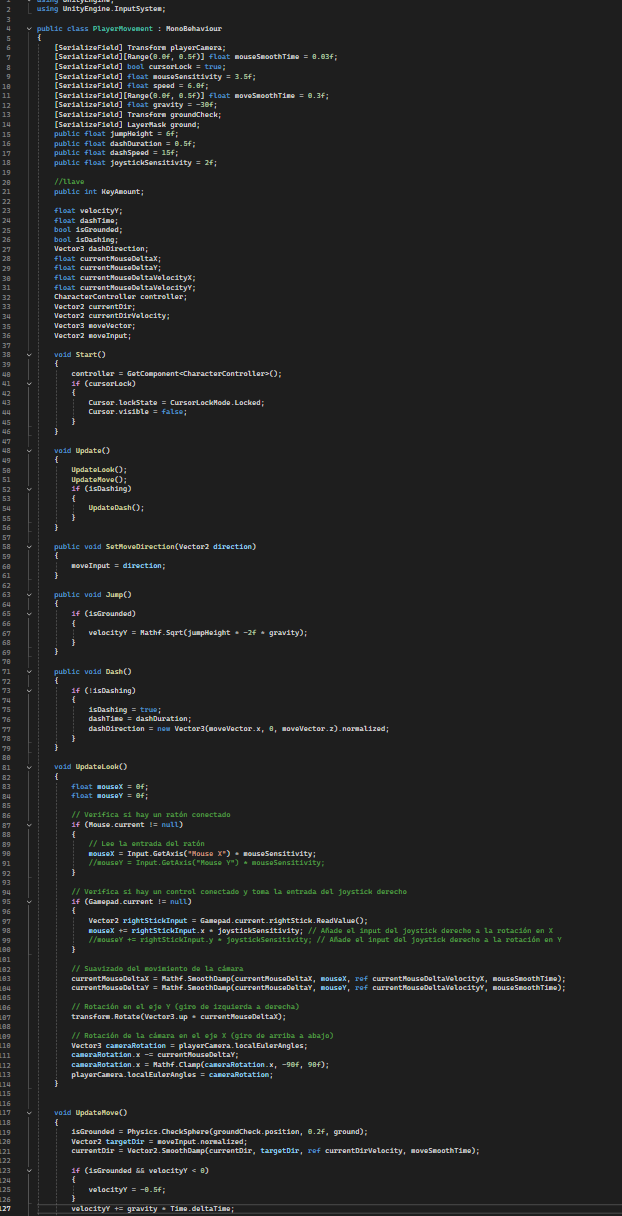 1 using UnityEngine;
2 using UnityEngine.InputSystem;
3
4 public class PlayerMovement : MonoBehaviour
5 {
6 [SerializeField] Transform playerCamera;
7 [SerializeField][Range(0.0f, 0.5f)] float mouseSmoothTime = 0.03f;
8 [SerializeField] bool cursorLock = true;
9 [SerializeField] float mouseSensitivity = 3.5f;
10 [SerializeField] float speed = 6.0f;
11 [SerializeField][Range(0.0f, 0.5f)] float moveSmoothTime = 0.3f;
12 [SerializeField] float gravity = -30f;
13 [SerializeField] Transform groundCheck;
14 [SerializeField] LayerMask ground;
15 public float jumpHeight = 6f;
16 public float dashDuration = 0.5f;
17 public float dashSpeed = 15f;
18 public float joystickSensitivity = 2f;
19
20 //llave
21 public int KeyAmount;
22
23 float velocityY;
24 float dashTime;
25 bool isGrounded;
26 bool isDashing;
27 Vector3 dashDirection;
28 float currentMouseDeltaX;
29 float currentMouseDeltaY;
30 float currentMouseDeltaVelocityX;
31 float currentMouseDeltaVelocityY;
32 CharacterController controller;
33 Vector2 currentDir;
34 Vector2 currentDirVelocity;
35 Vector3 moveVector;
36 Vector2 moveInput;
37
38 void Start()
39 {
40 controller = GetComponent<CharacterController>();
41 if (cursorLock)
42 {
43 Cursor.lockState = CursorLockMode.Locked;
44 Cursor.visible = false;
45 }
46 }
47
48 void Update()
49 {
50 UpdateLook();
51 UpdateMove();
52 if (isDashing)
53 {
54 UpdateDash();
55 }
56 }
57
58 public void SetMoveDirection(Vector2 direction)
59 {
60 moveInput = direction;
61 }
62
63 public void Jump()
64 {
65 if (isGrounded)
66 {
67 velocityY = Mathf.Sqrt(jumpHeight * -2f * gravity);
68 }
69 }
70
71 public void Dash()
72 {
73 if (!isDashing)
74 {
75 isDashing = true;
76 dashTime = dashDuration;
77 dashDirection = new Vector3(moveVector.x, 0, moveVector.z).normalized;
78 }
79 }
80
81 void UpdateLook()
82 {
83 float mouseX = 0f;
84 float mouseY = 0f;
85
86 // Verifica si hay un ratón conectado
87 if (Mouse.current != null)
88 {
89 // Lee la entrada del ratón
90 mouseX = Input.GetAxis("Mouse X") * mouseSensitivity;
91 //mouseY = Input.GetAxis("Mouse Y") * mouseSensitivity;
92 }
93
94 // Verifica si hay un control conectado y toma la entrada del joystick derecho
95 if (Gamepad.current != null)
96 {
97 Vector2 rightStickInput = Gamepad.current.rightStick.ReadValue();
98 mouseX += rightStickInput.x * joystickSensitivity; // Añade el input del joystick derecho a la rotación en X
99 //mouseY += rightStickInput.y * joystickSensitivity; // Añade el input del joystick derecho a la rotación en Y
100 }
101
102 // Suavizado del movimiento de la cámara
103 currentMouseDeltaX = Mathf.SmoothDamp(currentMouseDeltaX, mouseX, ref currentMouseDeltaVelocityX, mouseSmoothTime);
104 currentMouseDeltaY = Mathf.SmoothDamp(currentMouseDeltaY, mouseY, ref currentMouseDeltaVelocityY, mouseSmoothTime);
105
106 // Rotación en el eje Y (giro de izquierda a derecha)
107 transform.Rotate(Vector3.up * currentMouseDeltaX);
108
109 // Rotación de la cámara en el eje X (giro de arriba a abajo)
110 Vector3 cameraRotation = playerCamera.localEulerAngles;
111 cameraRotation.x -= currentMouseDeltaY;
112 cameraRotation.x = Mathf.Clamp(cameraRotation.x, -90f, 90f);
113 playerCamera.localEulerAngles = cameraRotation;
114 }
115
116
117 void UpdateMove()
118 {
119 isGrounded = Physics.CheckSphere(groundCheck.position, 0.2f, ground);
120 Vector2 targetDir = moveInput.normalized;
121 currentDir = Vector2.SmoothDamp(currentDir, targetDir, ref currentDirVelocity, moveSmoothTime);
122
123 if (isGrounded && velocityY < 0)
124 {
125 velocityY = -0.5f;
126 }
127 velocityY += gravity * Time.deltaTime;